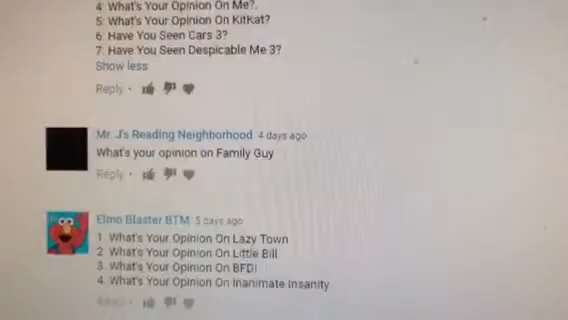 4: What's Your Opinion On Me?.
5: What's Your Opinion On KitKat?
6: Have You Seen Cars 3?
7: Have You Seen Despicable Me 3?
Show less
Reply •
Mr. J's Reading Neighborhood 4 days ago
What's your opinion on Family Guy
Reply •
Elmo Blaster BTM 5 days ago
1. What's Your Opinion On Lazy Town
2. What's Your Opinion On Little Bill
3. What's Your Opinion On BFDI
4. What's Your Opinion On Inanimate Insanity
Reply •